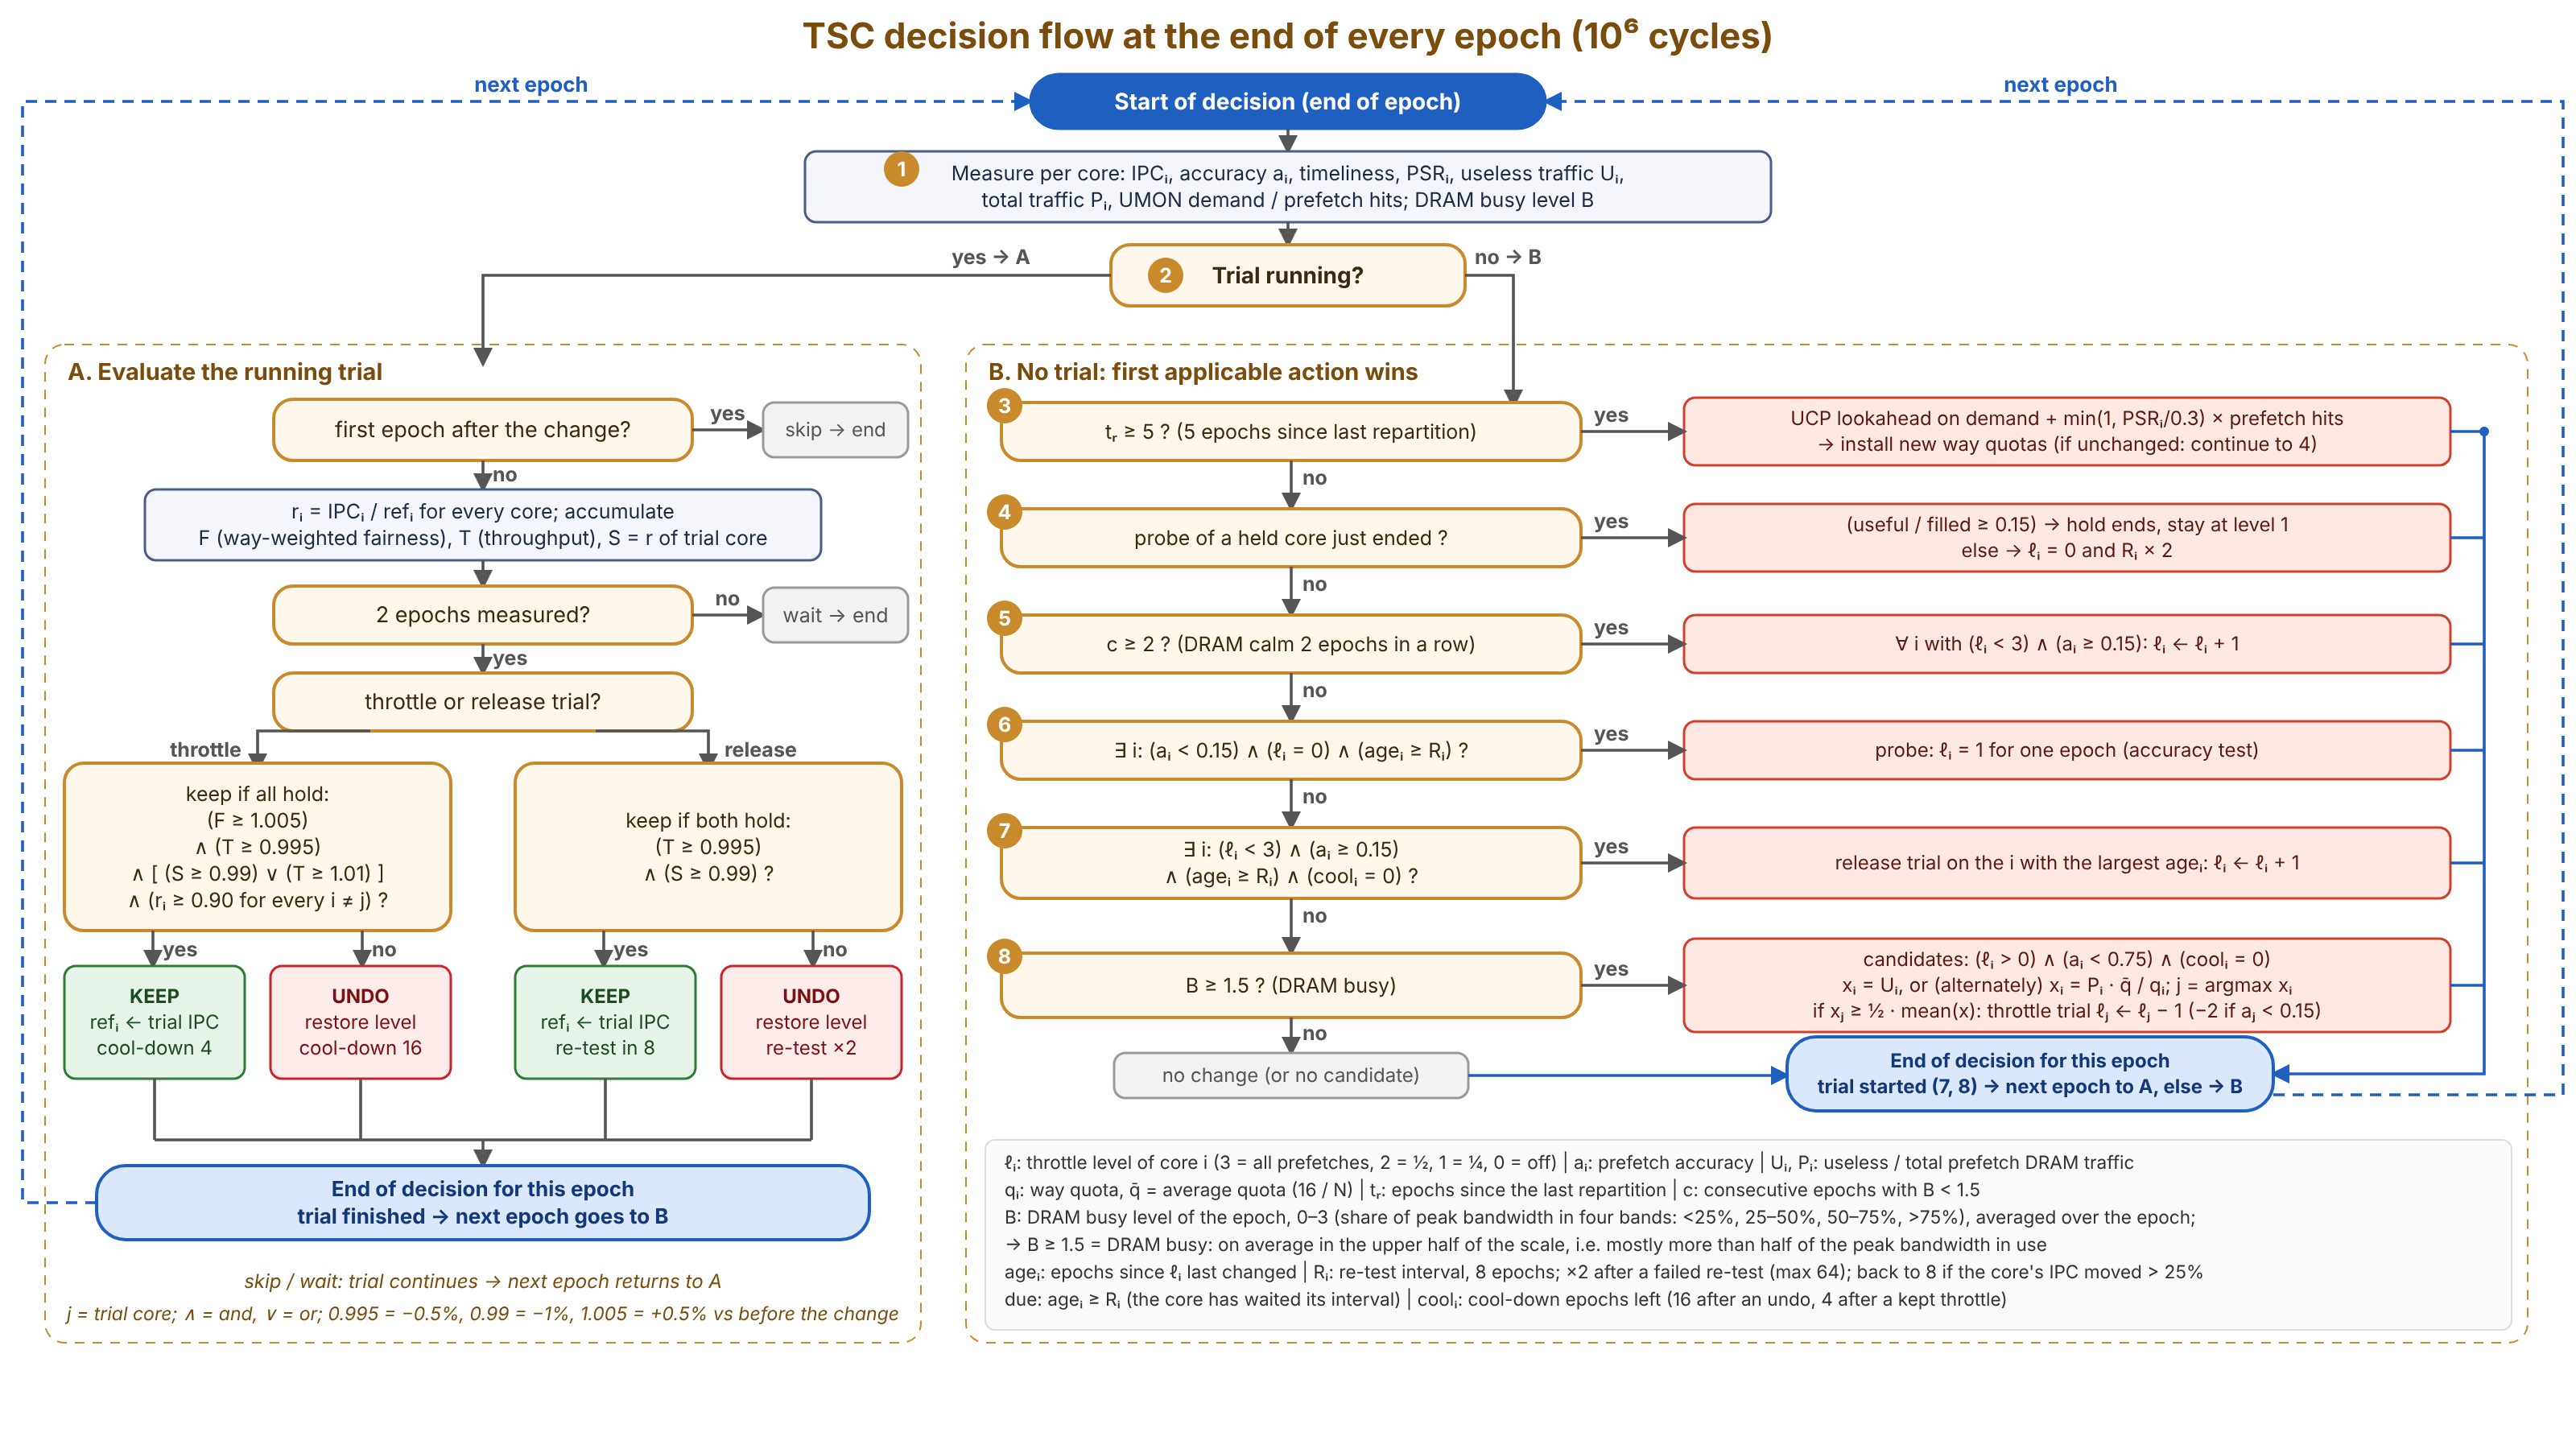 TSC decision flow at the end of every epoch (10⁶ cycles)
next epoch
next epoch
Start of decision (end of epoch)
1
Measure per core: IPCᵢ, accuracy aᵢ, timeliness, PSRᵢ, useless traffic Uᵢ,
total traffic Pᵢ, UMON demand / prefetch hits; DRAM busy level B
yes → A
2 Trial running?
no → B
A. Evaluate the running trial
first epoch after the change?
yes
skip → end
no
rᵢ = IPCᵢ / refᵢ for every core; accumulate
F (way-weighted fairness), T (throughput), S = r of trial core
2 epochs measured?
no
wait → end
yes
throttle or release trial?
throttle
release
keep if all hold:
(F ≥ 1.005)
∧ (T ≥ 0.995)
∧ [ (S ≥ 0.99) ∨ (T ≥ 1.01) ]
∧ (rᵢ ≥ 0.90 for every i ≠ j) ?
keep if both hold:
(T ≥ 0.995)
∧ (S ≥ 0.99) ?
yes
no
yes
no
KEEP
refᵢ ← trial IPC
cool-down 4
UNDO
restore level
cool-down 16
KEEP
refᵢ ← trial IPC
re-test in 8
UNDO
restore level
re-test ×2
End of decision for this epoch
trial finished → next epoch goes to B
skip / wait: trial continues → next epoch returns to A
j = trial core; ∧ = and, ∨ = or; 0.995 = −0.5%, 0.99 = −1%, 1.005 = +0.5% vs before the change
B. No trial: first applicable action wins
3
tᵣ ≥ 5 ? (5 epochs since last repartition)
yes
UCP lookahead on demand + min(1, PSRᵢ/0.3) × prefetch hits
→ install new way quotas (if unchanged: continue to 4)
no
4
probe of a held core just ended ?
yes
(useful / filled ≥ 0.15) → hold ends, stay at level 1
else → ℓᵢ = 0 and Rᵢ × 2
no
5
c ≥ 2 ? (DRAM calm 2 epochs in a row)
yes
∀ i with (ℓᵢ < 3) ∧ (aᵢ ≥ 0.15): ℓᵢ ← ℓᵢ + 1
no
6
∃ i: (aᵢ < 0.15) ∧ (ℓᵢ = 0) ∧ (ageᵢ ≥ Rᵢ) ?
yes
probe: ℓᵢ = 1 for one epoch (accuracy test)
no
7
∃ i: (ℓᵢ < 3) ∧ (aᵢ ≥ 0.15)
∧ (ageᵢ ≥ Rᵢ) ∧ (coolᵢ = 0) ?
yes
release trial on the i with the largest ageᵢ: ℓᵢ ← ℓᵢ + 1
no
8
B ≥ 1.5 ? (DRAM busy)
yes
candidates: (ℓᵢ > 0) ∧ (aᵢ < 0.75) ∧ (coolᵢ = 0)
xᵢ = Uᵢ, or (alternately) xᵢ = Pᵢ · q̄ / qᵢ; j = argmax xᵢ
if xⱼ ≥ ½ · mean(x): throttle trial ℓⱼ ← ℓⱼ − 1 (−2 if aⱼ < 0.15)
no
no change (or no candidate)
End of decision for this epoch
trial started (7, 8) → next epoch to A, else → B
ℓᵢ: throttle level of core i (3 = all prefetches, 2 = ½, 1 = ¼, 0 = off) | aᵢ: prefetch accuracy | Uᵢ, Pᵢ: useless / total prefetch DRAM traffic
qᵢ: way quota, q̄ = average quota (16 / N) | tᵣ: epochs since the last repartition | c: consecutive epochs with B < 1.5
B: DRAM busy level of the epoch, 0–3 (share of peak bandwidth in four bands: <25%, 25–50%, 50–75%, >75%), averaged over the epoch;
→ B ≥ 1.5 = DRAM busy: on average in the upper half of the scale, i.e. mostly more than half of the peak bandwidth in use
ageᵢ: epochs since ℓᵢ last changed | Rᵢ: re-test interval, 8 epochs; ×2 after a failed re-test (max 64); back to 8 if the core's IPC moved > 25%
due: ageᵢ ≥ Rᵢ (the core has waited its interval) | coolᵢ: cool-down epochs left (16 after an undo, 4 after a kept throttle)